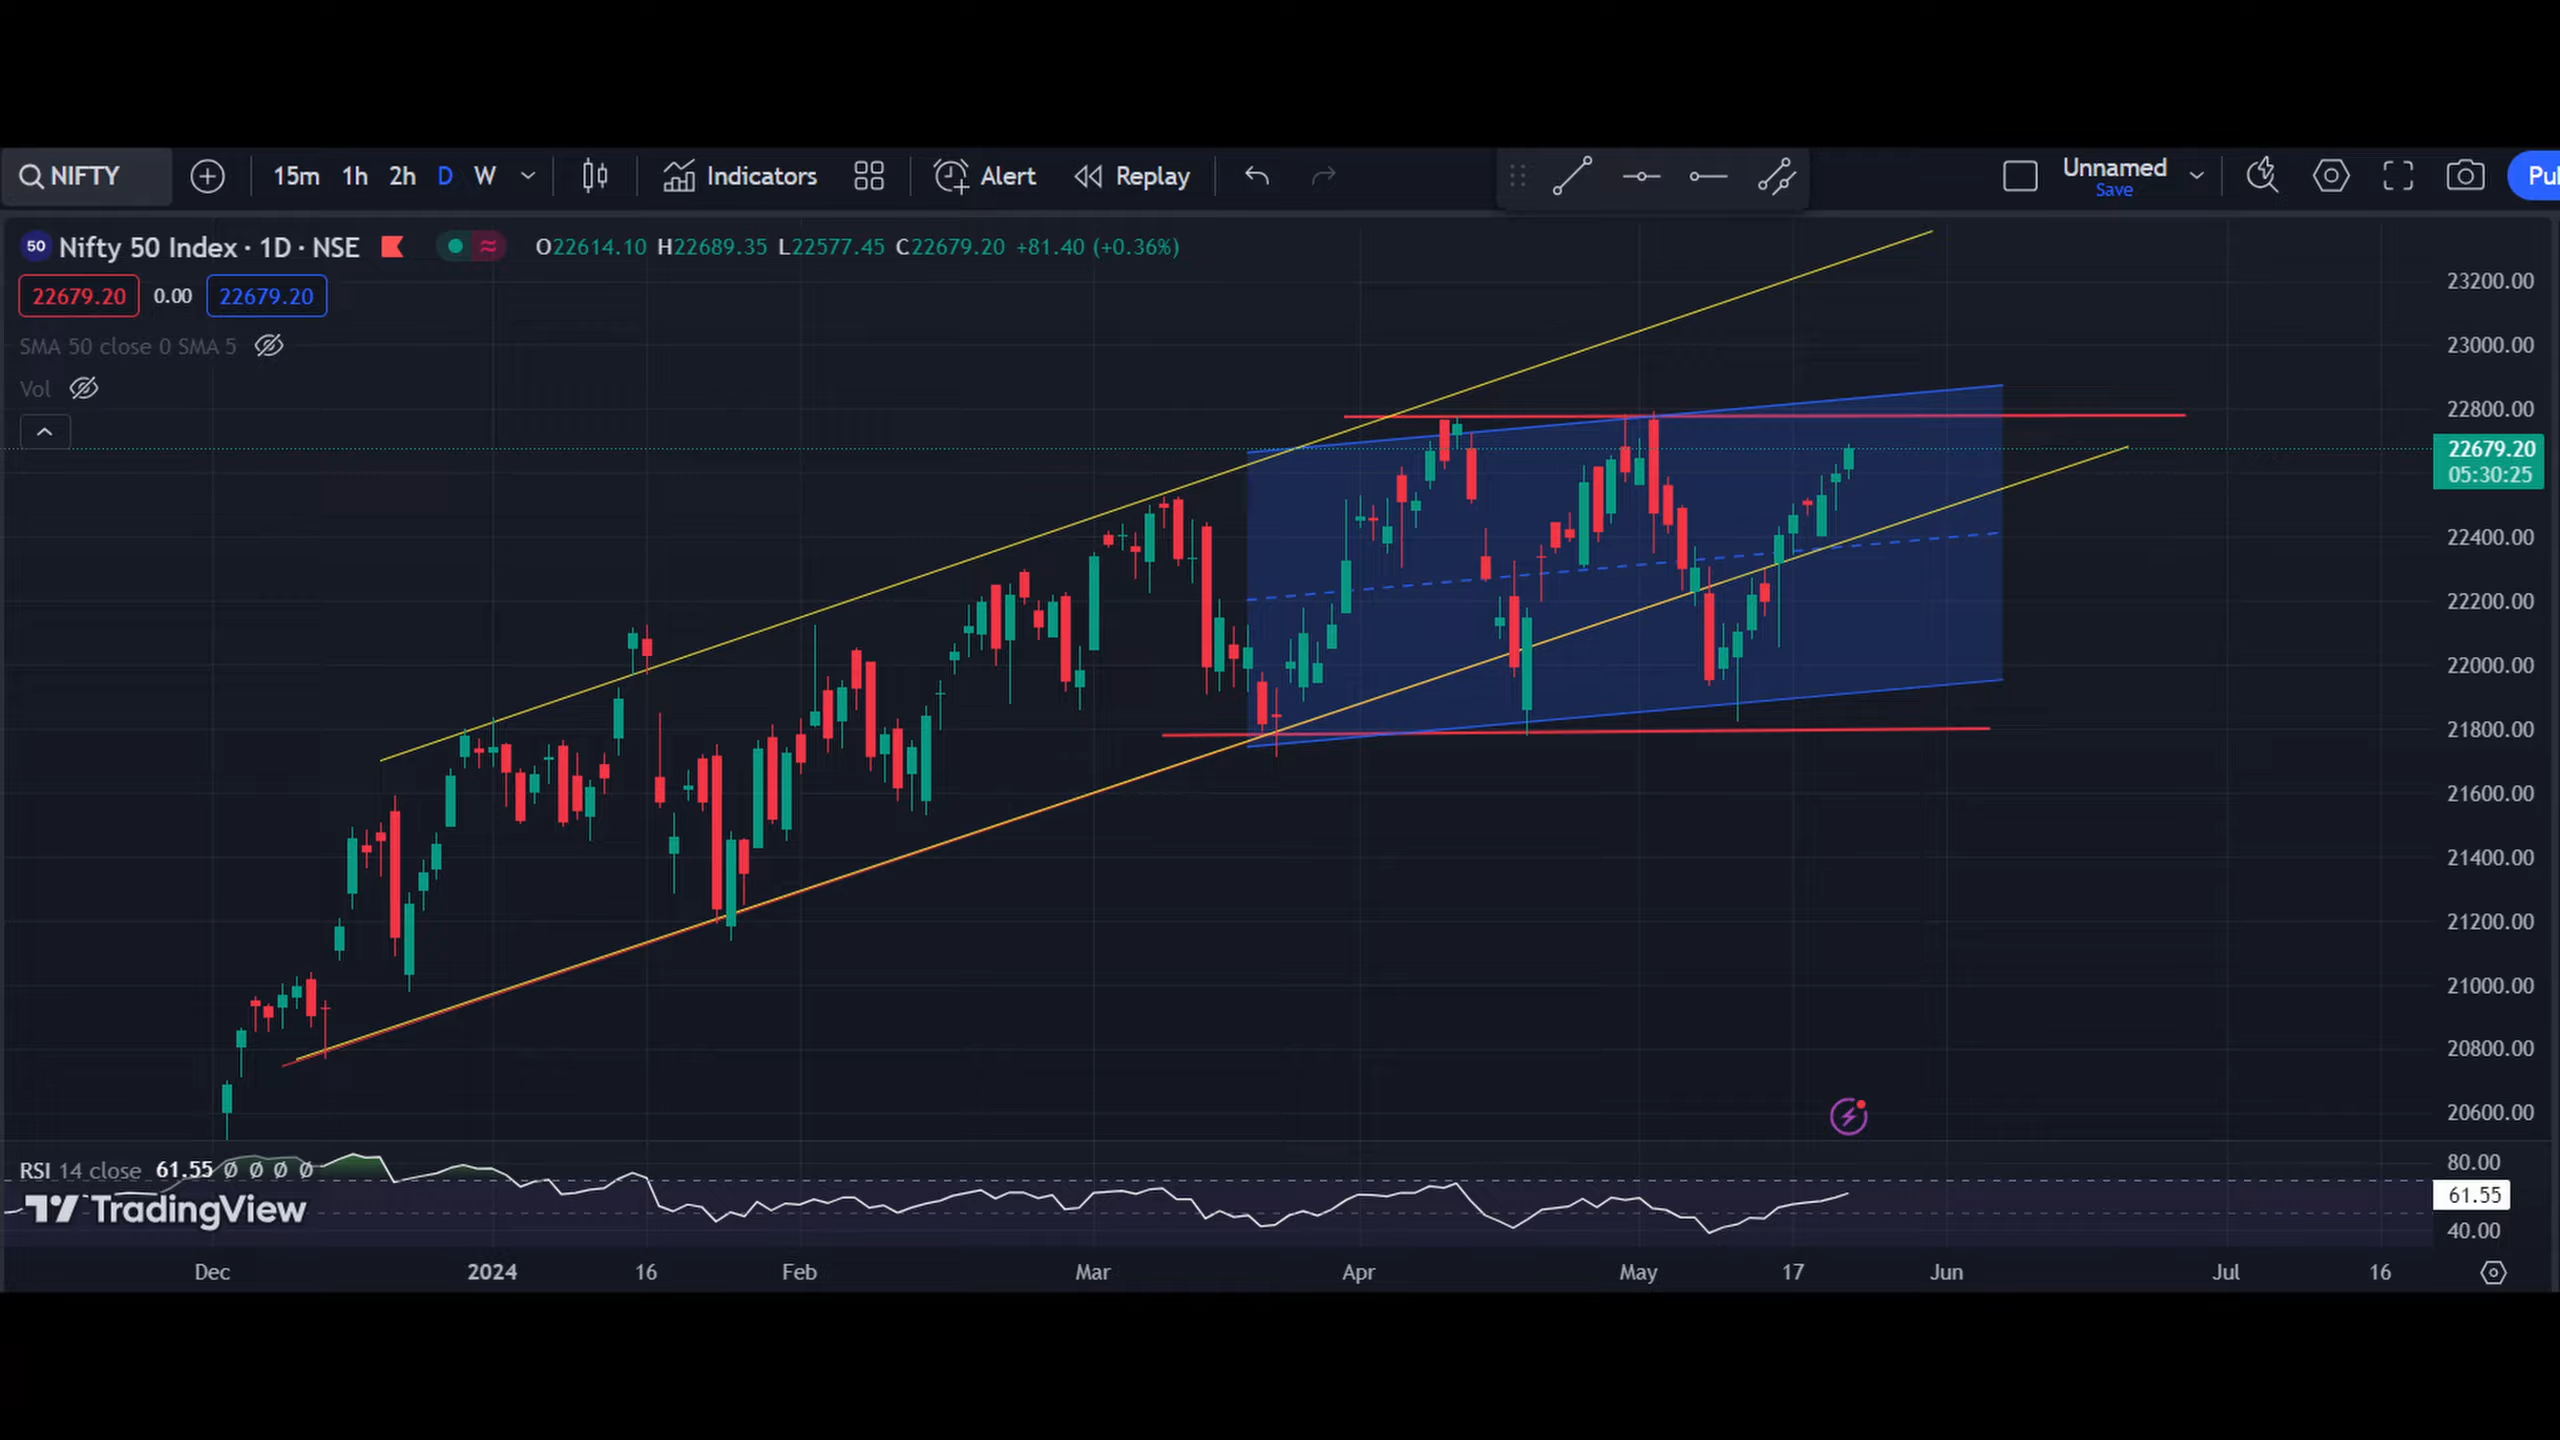 NIFTY 15m 1h 2h D W Indicators Alert Replay Unnamed Save Pul
50 Nifty 50 Index · 1D · NSE O22614.10 H22689.35 L22577.45 C22679.20 +81.40 (+0.36%)
22679.20 0.00 22679.20
SMA 50 close 0 SMA 5
Vol
23200.00
23000.00
22800.00
22679.20
05:30:25
22400.00
22200.00
22000.00
21800.00
21600.00
21400.00
21200.00
21000.00
20800.00
20600.00
RSI 14 close 61.55 Ø Ø Ø Ø
80.00
61.55
40.00
TradingView
Dec 2024 16 Feb Mar Apr May 17 Jun Jul 16